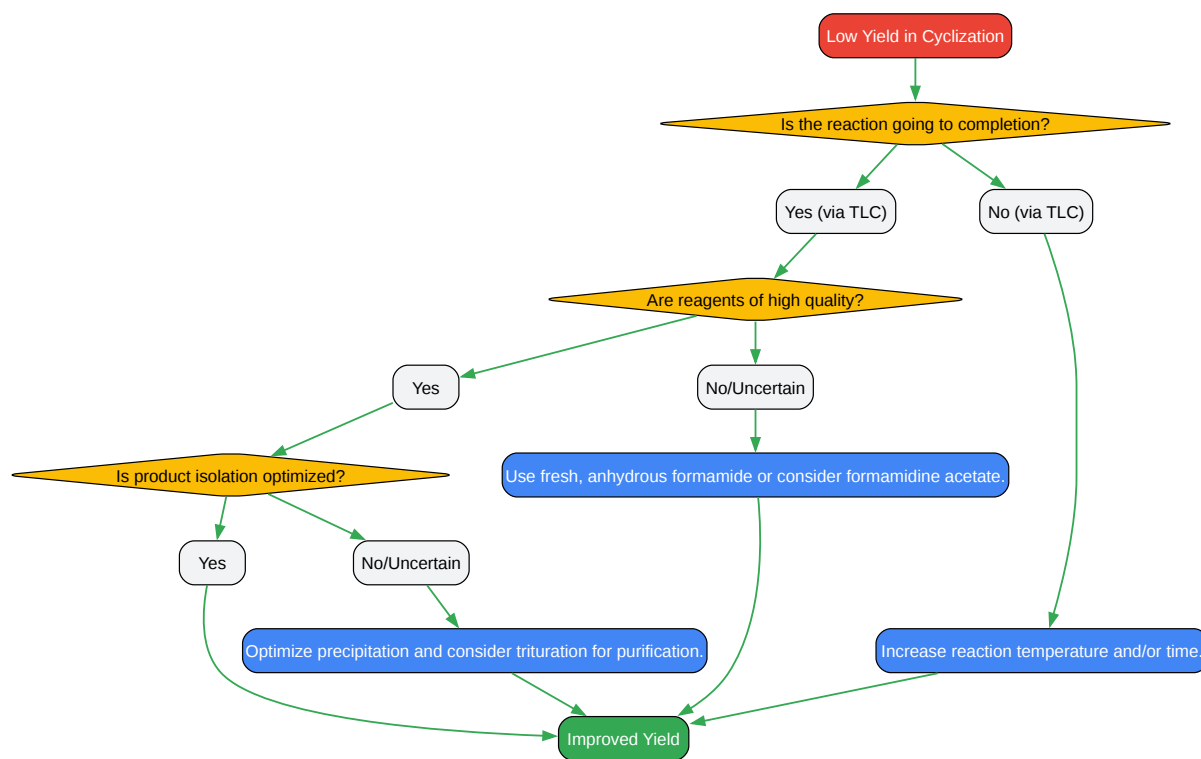 Low Yield in Cyclization
Is the reaction going to completion?
Yes (via TLC)
No (via TLC)
Are reagents of high quality?
Yes
No/Uncertain
Is product isolation optimized?
Use fresh, anhydrous formamide or consider formamidine acetate.
Yes
No/Uncertain
Optimize precipitation and consider trituration for purification.
Increase reaction temperature and/or time.
Improved Yield